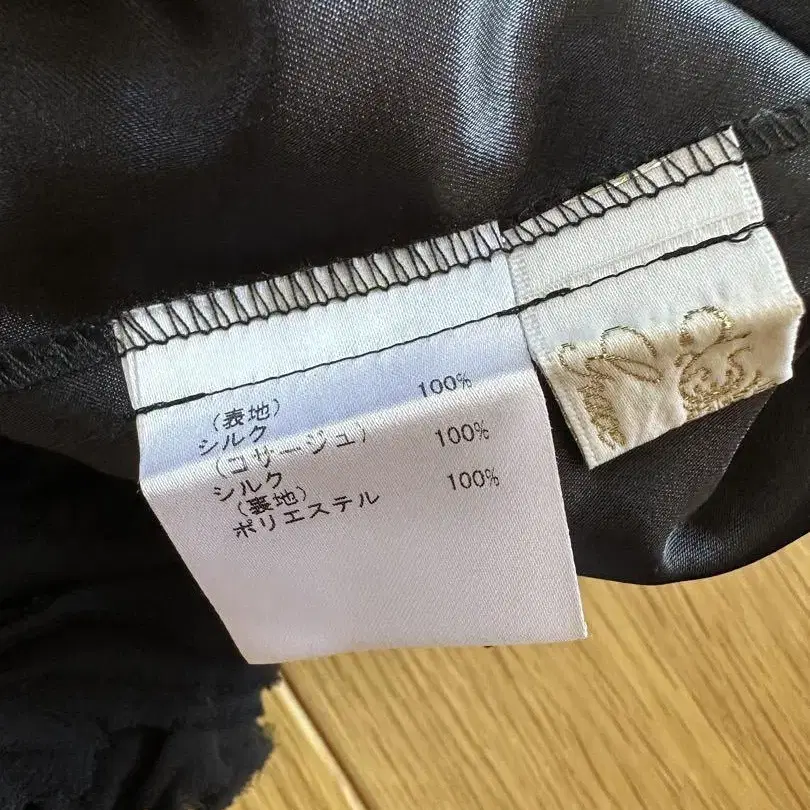 (表地)
シルク 100%
(コサージュ)
シルク 100%
(裏地)
ポリエステル 100%